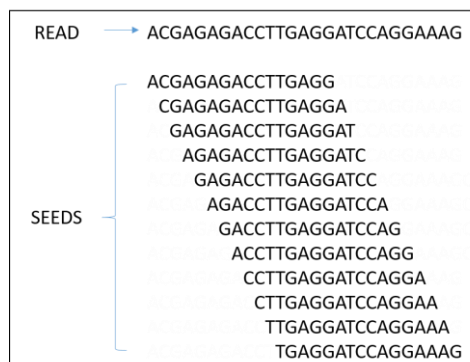 READ ACGAGAGACCTTGAGGATCCAGGAAAG
ACGAGAGACCTTGAGG
CGAGAGACCTTGAGGA
GAGAGACCTTGAGGAT
AGAGACCTTGAGGATC
GAGACCTTGAGGATCC
AGACCTTGAGGATCCA
SEEDS
GACCTTGAGGATCCAG
ACCTTGAGGATCCAGG
CCTTGAGGATCCAGGA
CTTGAGGATCCAGGAA
TTGAGGATCCAGGAAA
TGAGGATCCAGGAAAG